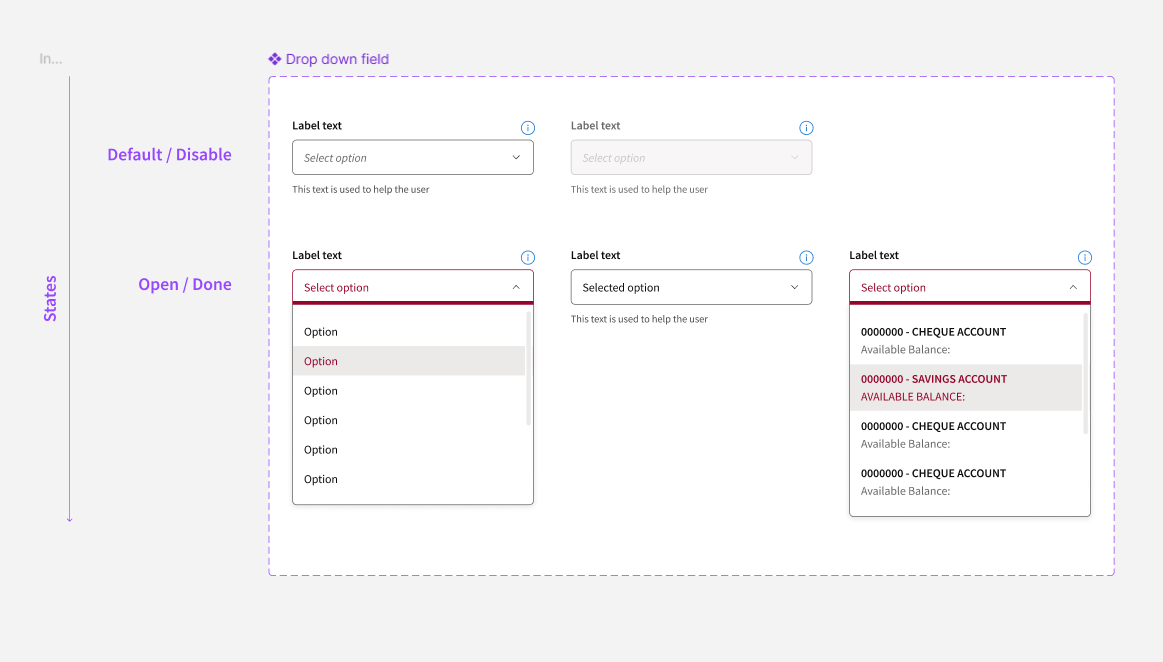 In...
Drop down field
States
Default / Disable
Label text
Select option
This text is used to help the user
Label text
Select option
This text is used to help the user
Open / Done
Label text
Select option
Option
Option
Option
Option
Option
Option
Label text
Selected option
This text is used to help the user
Label text
Select option
0000000 - CHEQUE ACCOUNT
Available Balance:
0000000 - SAVINGS ACCOUNT
AVAILABLE BALANCE:
0000000 - CHEQUE ACCOUNT
Available Balance:
0000000 - CHEQUE ACCOUNT
Available Balance: